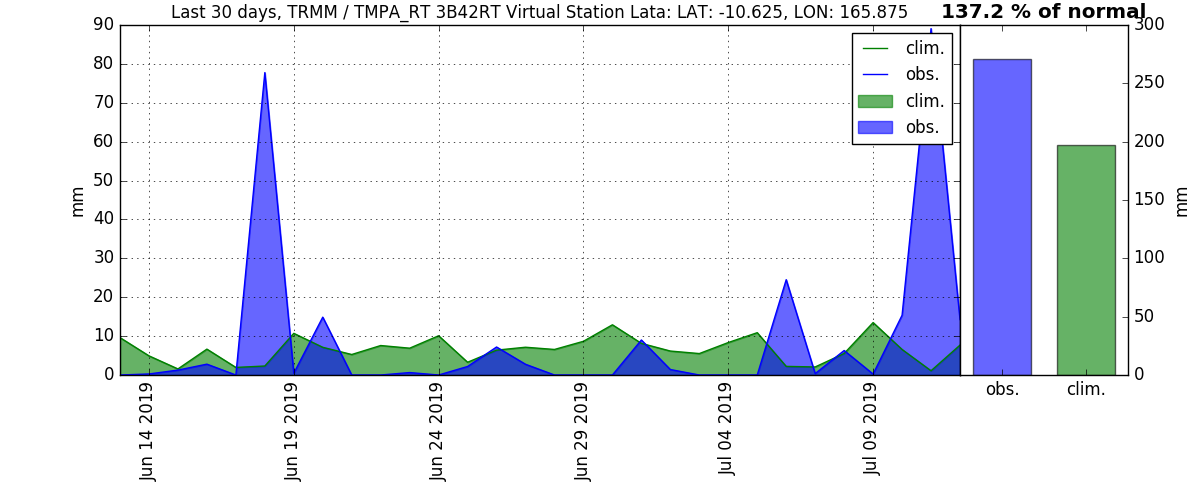 Last 30 days, TRMM / TMPA_RT 3B42RT Virtual Station Lata: LAT: -10.625, LON: 165.875
137.2 % of normal
90
80
70
60
50
40
30
20
10
0
mm
clim.
obs.
clim.
obs.
Jun 14 2019
Jun 19 2019
Jun 24 2019
Jun 29 2019
Jul 04 2019
Jul 09 2019
300
250
200
150
100
50
0
mm
obs.
clim.